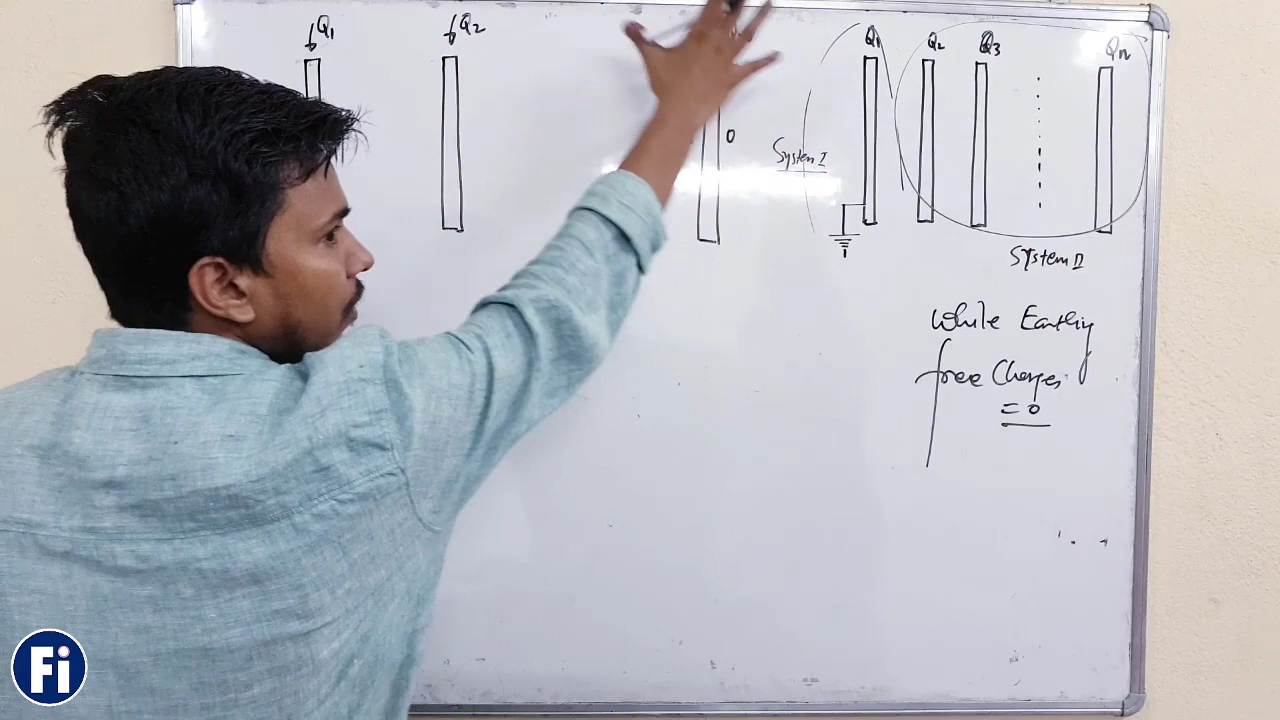 Q1
Q2
0
Q1
Q2
Q3
Qn
System I
System II
While Earthing
free Charges
= 0
Fi